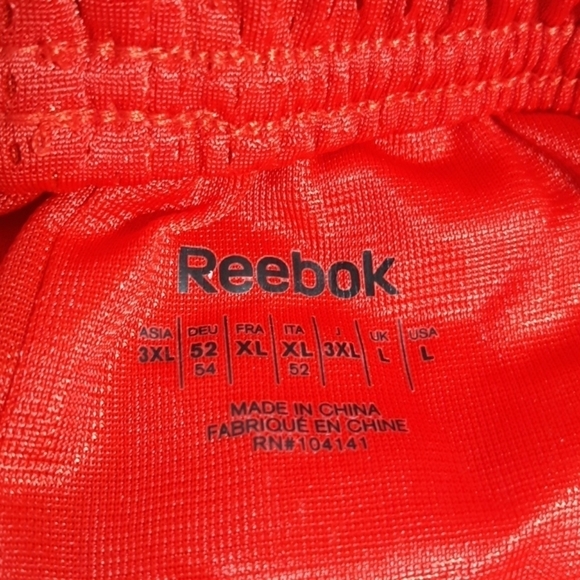 Reebok
ASIA DEU FRA ITA J UK USA
3XL 52 XL XL 3XL L L
54 52
MADE IN CHINA
FABRIQUÉ EN CHINE
RN#104141